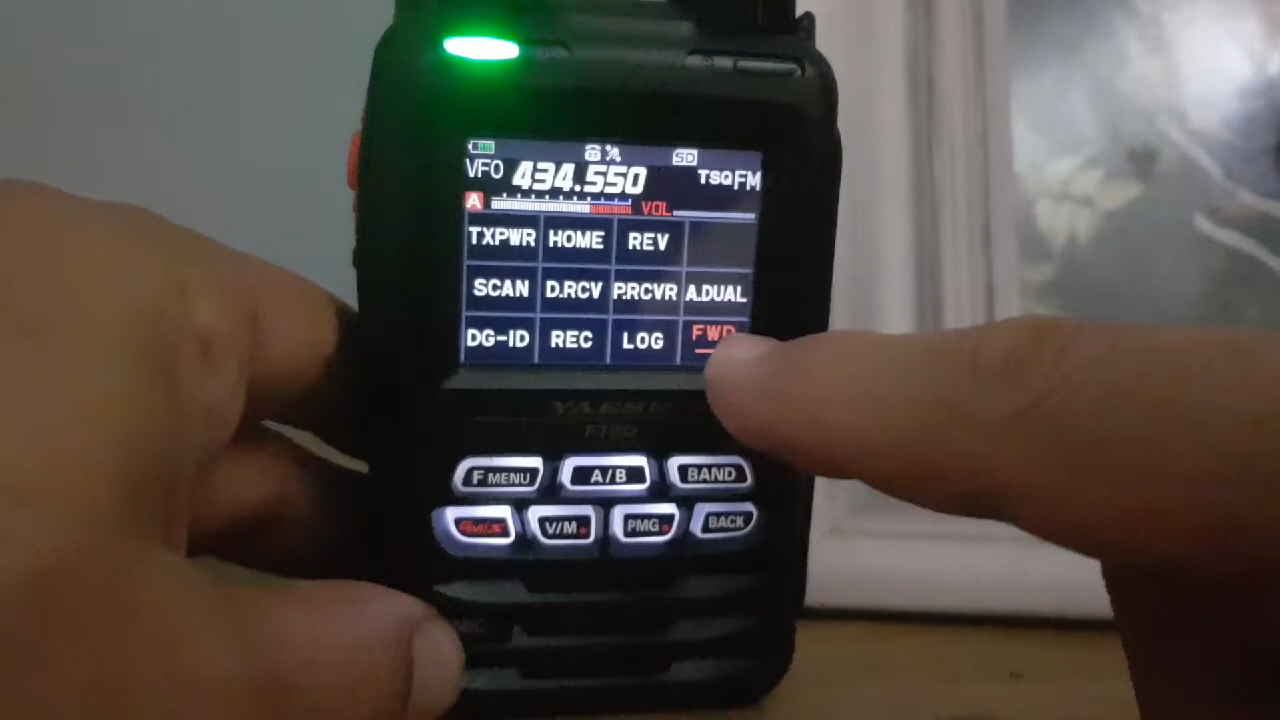 SD
VFO 434.550 TSQ FM
A VOL
TXPWR HOME REV
SCAN D.RCV P.RCVR A.DUAL
DG-ID REC LOG FWD
YAESU
F MENU A/B BAND
V/M PMG BACK